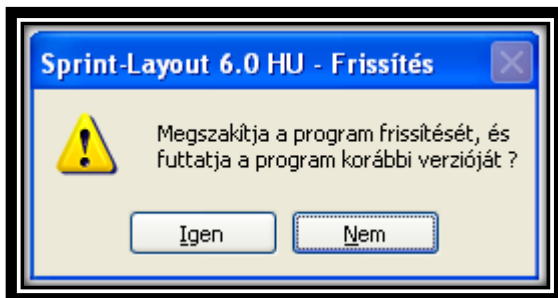 Sprint-Layout 6.0 HU - Frissítés
Megszakítja a program frissítését, és
futtatja a program korábbi verzióját ?
Igen
Nem